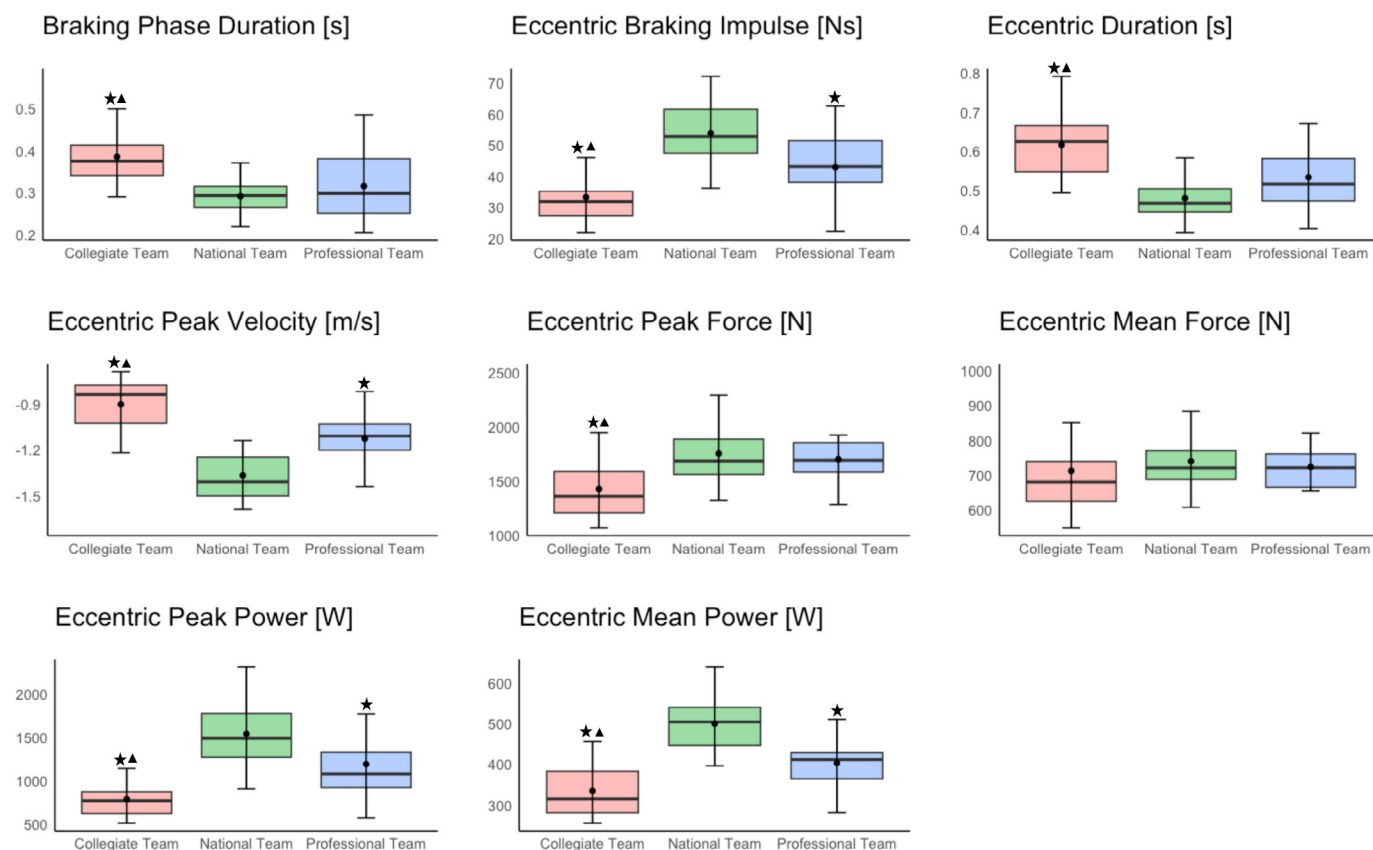 Braking Phase Duration [s]
0.5
0.4
0.3
0.2
Collegiate Team National Team Professional Team
Eccentric Braking Impulse [Ns]
70
60
50
40
30
20
Collegiate Team National Team Professional Team
Eccentric Duration [s]
0.8
0.7
0.6
0.5
0.4
Collegiate Team National Team Professional Team
Eccentric Peak Velocity [m/s]
-0.9
-1.2
-1.5
Collegiate Team National Team Professional Team
Eccentric Peak Force [N]
2500
2000
1500
1000
Collegiate Team National Team Professional Team
Eccentric Mean Force [N]
1000
900
800
700
600
Collegiate Team National Team Professional Team
Eccentric Peak Power [W]
2000
1500
1000
500
Collegiate Team National Team Professional Team
Eccentric Mean Power [W]
600
500
400
300
Collegiate Team National Team Professional Team